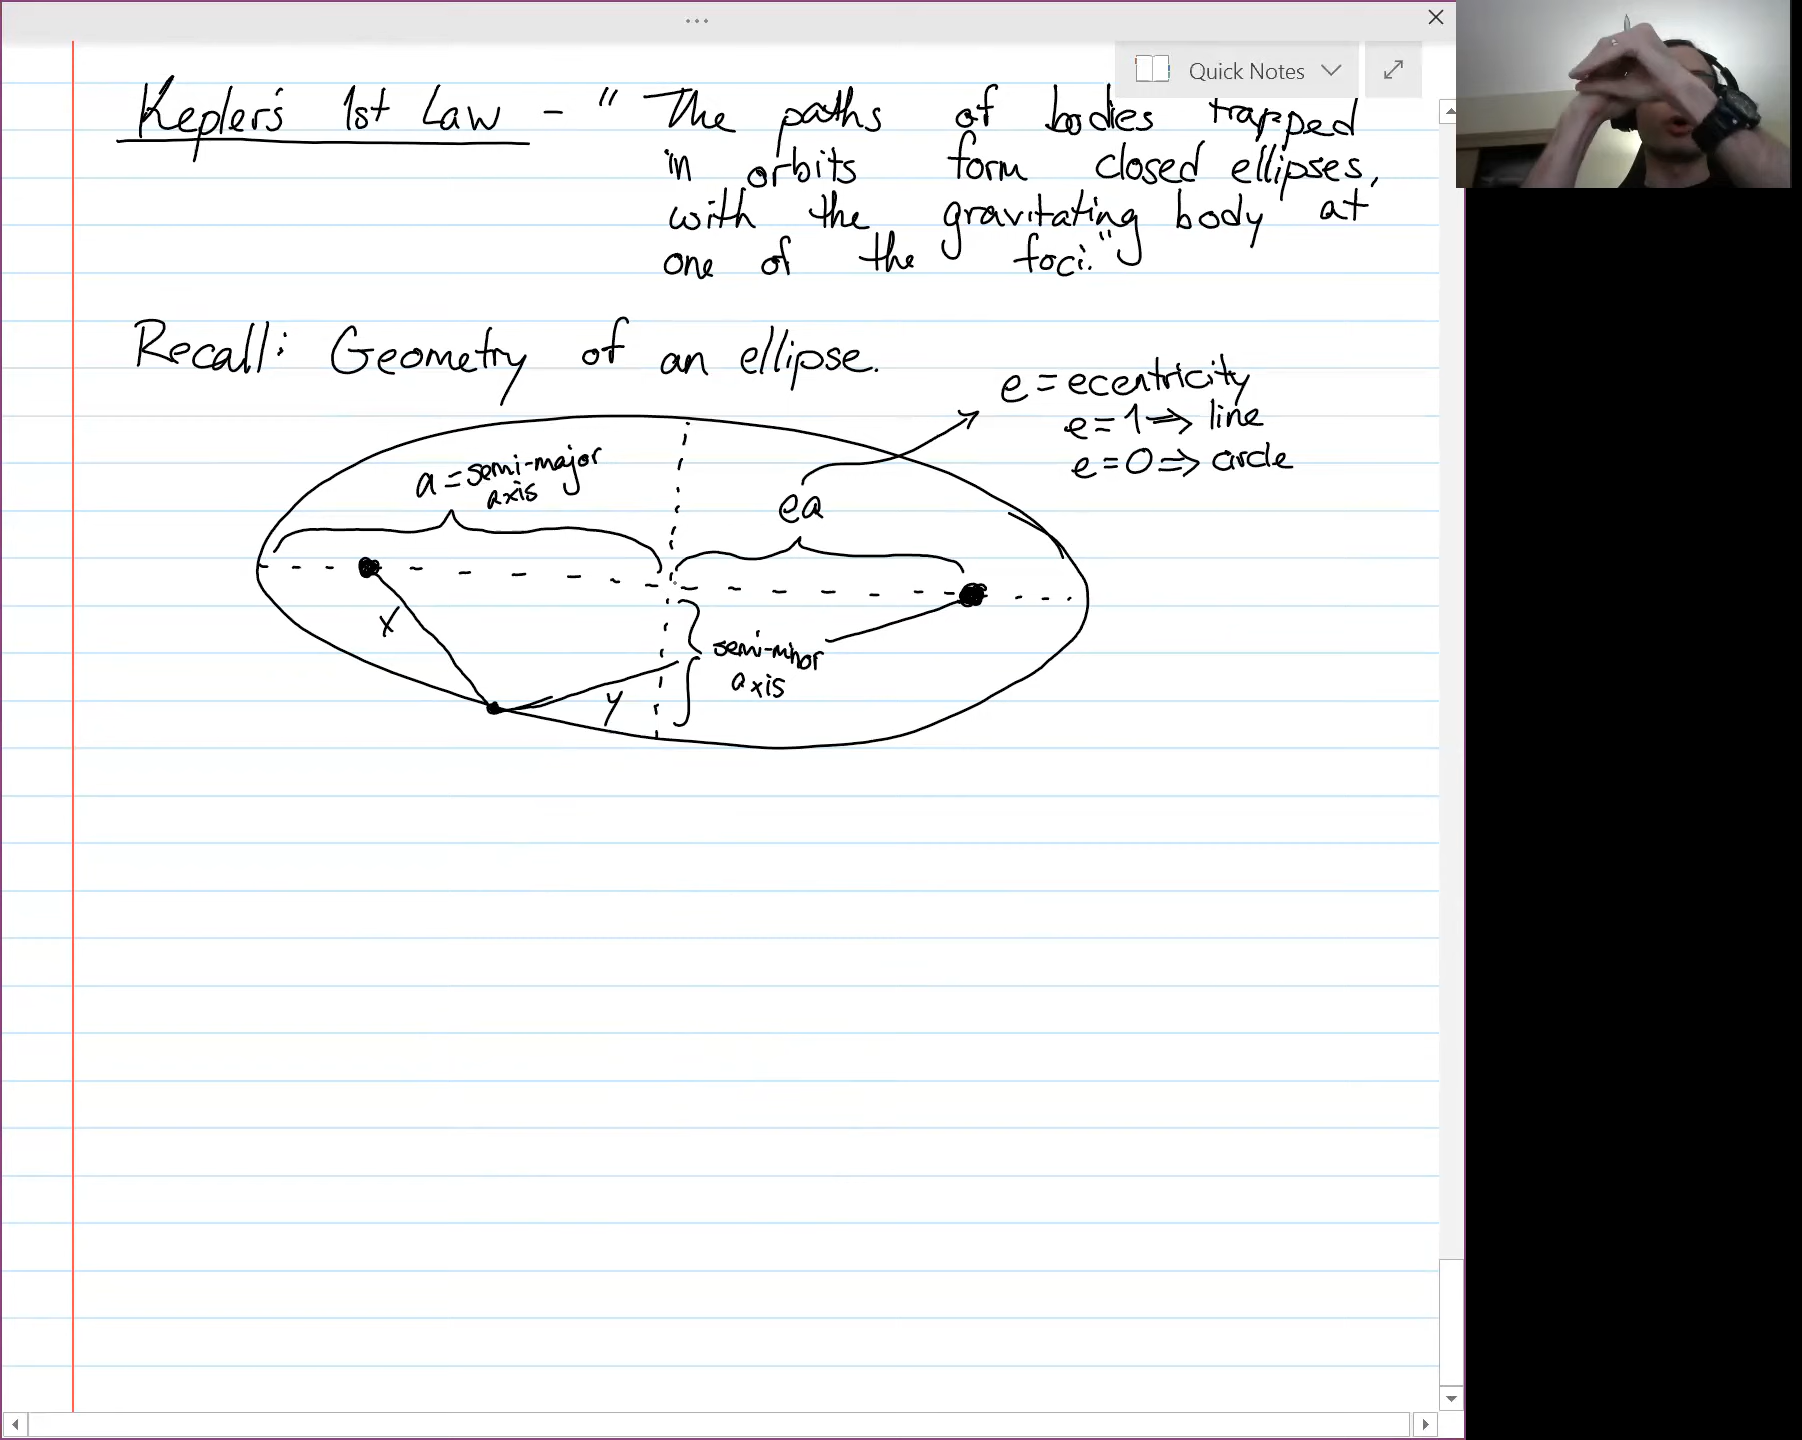 Quick Notes
Kepler's 1st Law - " The paths of bodies trapped
in orbits form closed ellipses,
with the gravitating body at
one of the foci."
Recall: Geometry of an ellipse.
e = ecentricity
e = 1 => line
e = 0 => circle
a = semi-major
axis
ea
x
semi-minor
axis
y